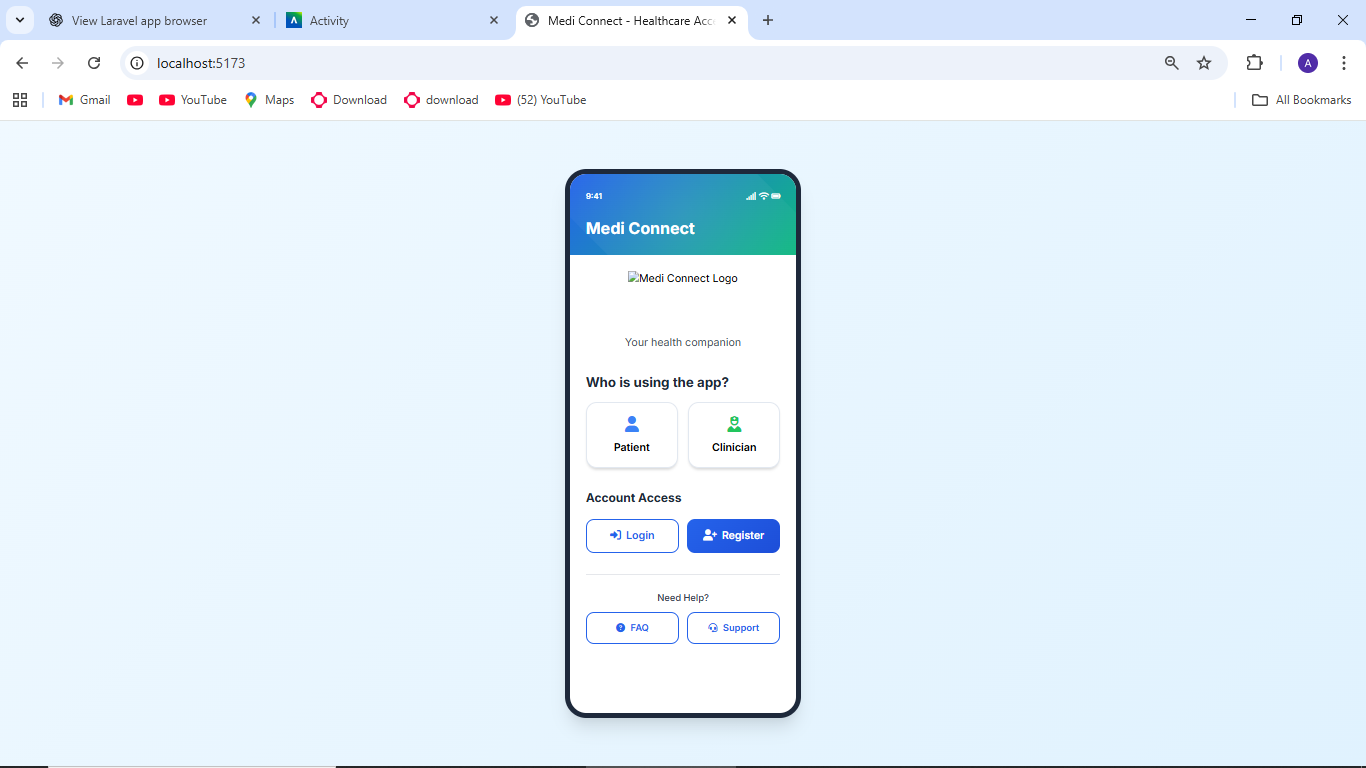 View Laravel app browser
Activity
Medi Connect - Healthcare Acc
localhost:5173
A
Gmail
YouTube
Maps
Download
download
(52) YouTube
All Bookmarks
9:41
Medi Connect
Medi Connect Logo
Your health companion
Who is using the app?
Patient
Clinician
Account Access
Login
Register
Need Help?
FAQ
Support